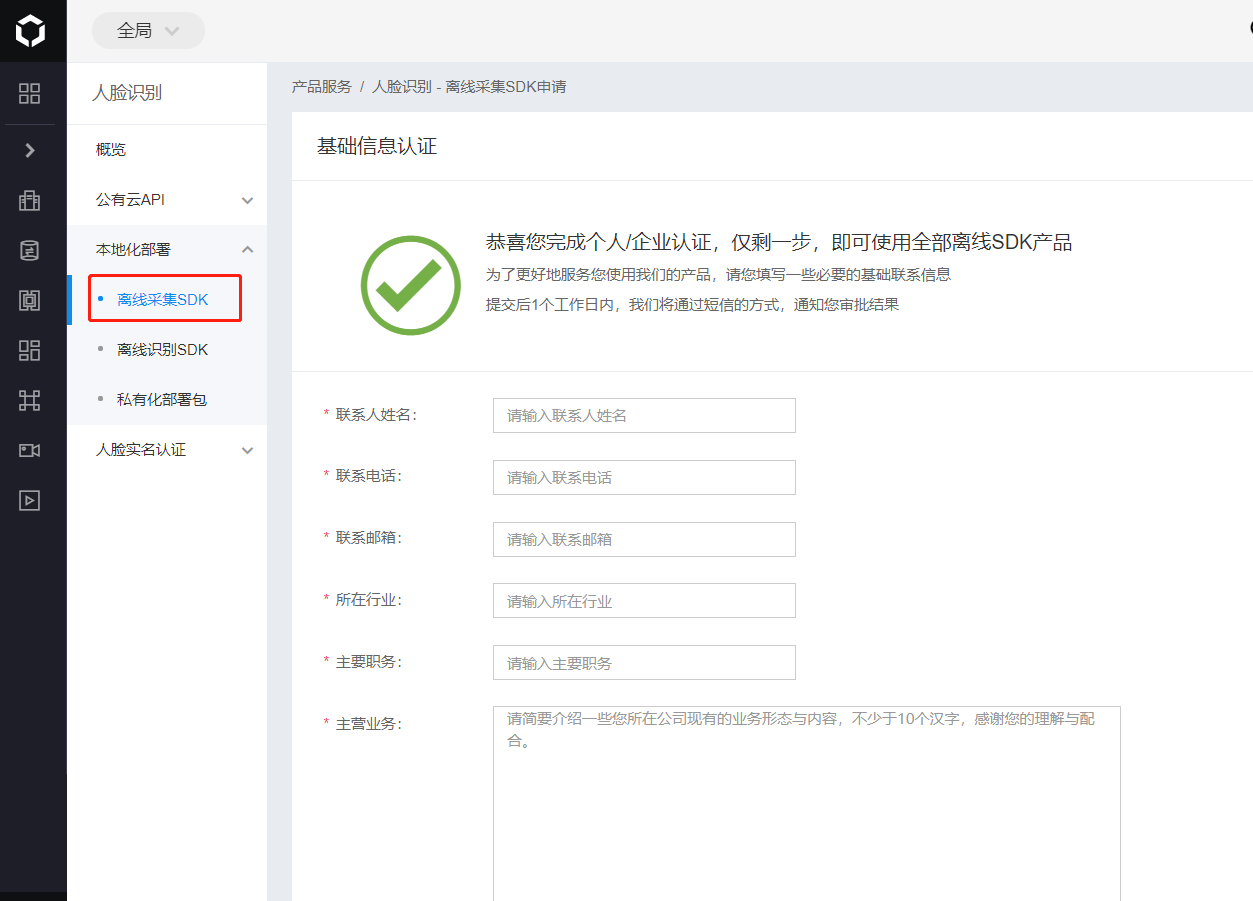 全局
人脸识别
概览
公有云API
本地化部署
离线采集SDK
离线识别SDK
私有化部署包
人脸实名认证
产品服务 / 人脸识别 - 离线采集SDK申请
基础信息认证
恭喜您完成个人/企业认证，仅剩一步，即可使用全部离线SDK产品
为了更好地服务您使用我们的产品，请您填写一些必要的基础联系信息
提交后1个工作日内，我们将通过短信的方式，通知您审批结果
* 联系人姓名： 请输入联系人姓名
* 联系电话： 请输入联系电话
* 联系邮箱： 请输入联系邮箱
* 所在行业： 请输入所在行业
* 主要职务： 请输入主要职务
* 主营业务： 请简要介绍一些您所在公司现有的业务形态与内容，不少于10个汉字，感谢您的理解与配
合。